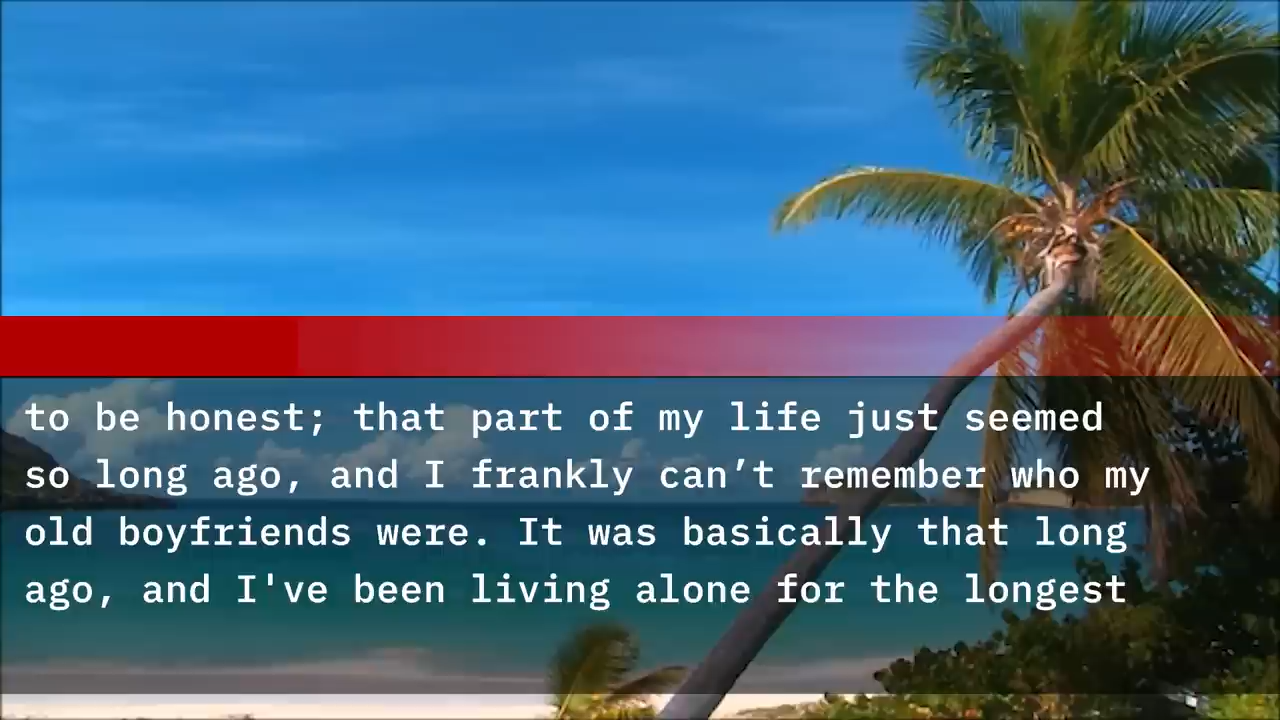 to be honest; that part of my life just seemed
so long ago, and I frankly can’t remember who my
old boyfriends were. It was basically that long
ago, and I've been living alone for the longest